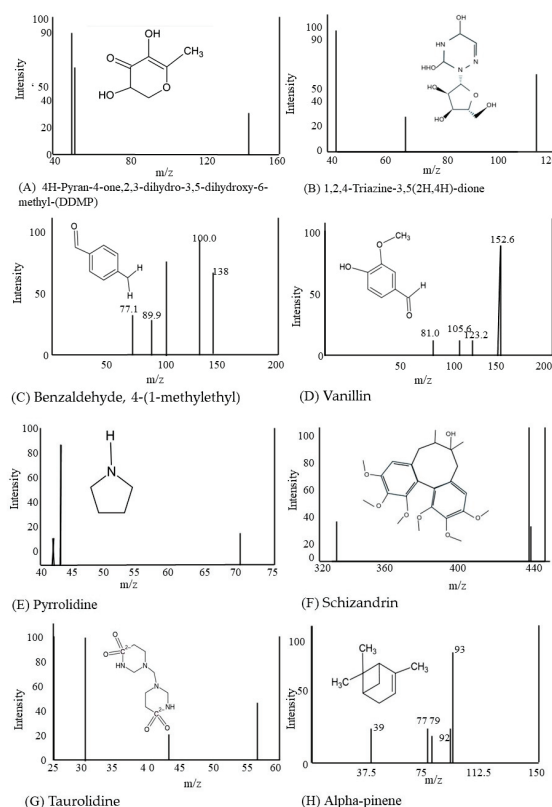 100
90
50
40
20
0
Intensity
40
80
120
160
m/z
OH
O
CH3
HO
O
(A) 4H-Pyran-4-one,2,3-dihydro-3,5-dihydroxy-6-
methyl-(DDMP)
100
90
50
40
20
0
Intensity
40
60
80
100
120
m/z
OH
HN
HO
N
N
HO
O
OH
HO
(B) 1,2,4-Triazine-3,5(2H,4H)-dione
100
50
0
Intensity
50
100
150
200
m/z
O
H
H
77.1
89.9
100.0
138
(C) Benzaldehyde, 4-(1-methylethyl)
100
50
0
Intensity
50
100
150
200
m/z
O
CH3
HO
H
O
81.0
105.6
123.2
152.6
(D) Vanillin
100
80
60
40
20
0
Intensity
40
45
55
60
65
70
75
m/z
H
N
(E) Pyrrolidine
100
80
60
40
20
0
Intensity
320
360
400
440
m/z
OH
O
O
O
O
O
O
(F) Schizandrin
100
80
60
40
20
0
Intensity
25
30
35
4 0
45
50
55
60
m/z
O
O
C2-
HN
N
N
NH
C2-
O
O
(G) Taurolidine
100
50
0
Intensity
37.5
75
112.5
150
m/z
CH3
H3C
CH3
39
77 79
92
93
(H) Alpha-pinene